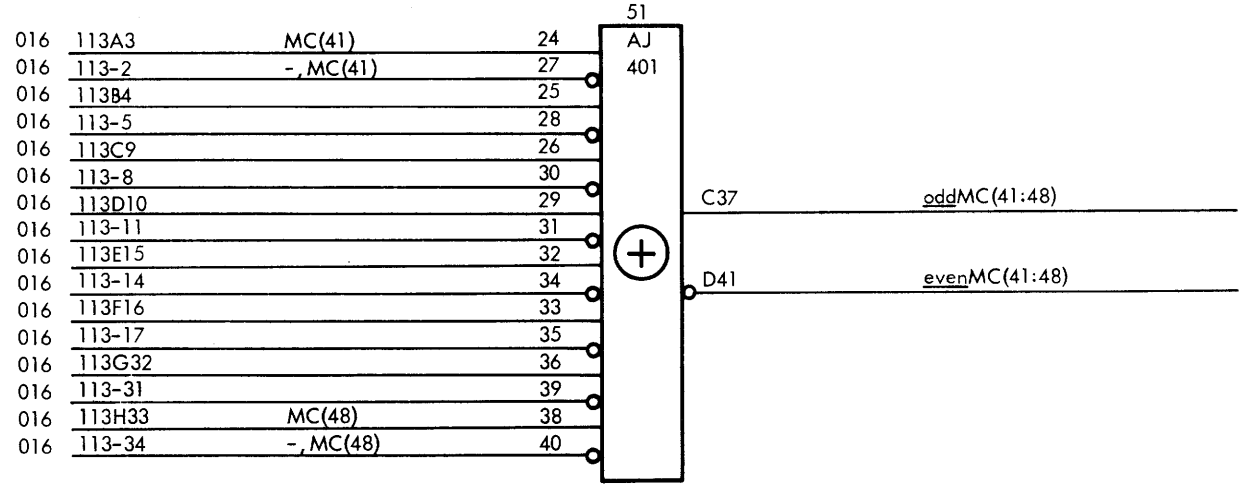 51
016 113A3 MC(41) 24 AJ
016 113-2 -,MC(41) 27 401
016 113B4 25
016 113-5 28
016 113C9 26
016 113-8 30
016 113D10 29 C37 oddMC(41:48)
016 113-11 31
016 113E15 32
016 113-14 34 D41 evenMC(41:48)
016 113F16 33
016 113-17 35
016 113G32 36
016 113-31 39
016 113H33 MC(48) 38
016 113-34 -,MC(48) 40